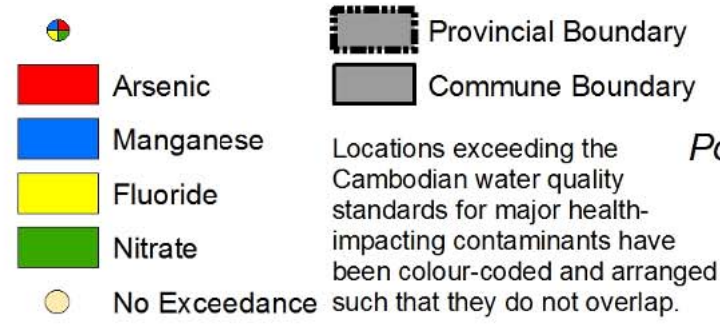 Provincial Boundary
Arsenic
Commune Boundary
Manganese
Fluoride
Nitrate
No Exceedance
Locations exceeding the
Cambodian water quality
standards for major health-
impacting contaminants have
been colour-coded and arranged
such that they do not overlap.